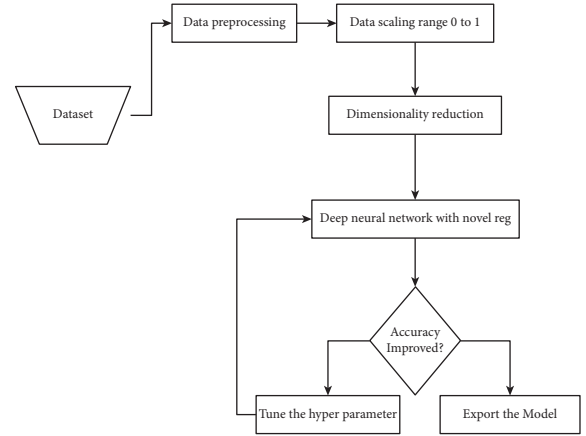 Data preprocessing
Data scaling range 0 to 1
Dataset
Dimensionality reduction
Deep neural network with novel reg
Accuracy
Improved?
Tune the hyper parameter
Export the Model